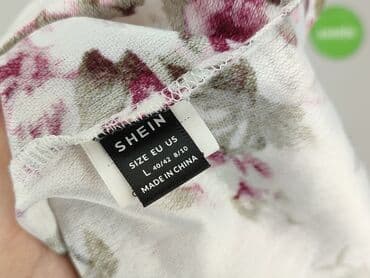 SHEIN
SIZE EU US
L 40/42 8/10
MADE IN CHINA